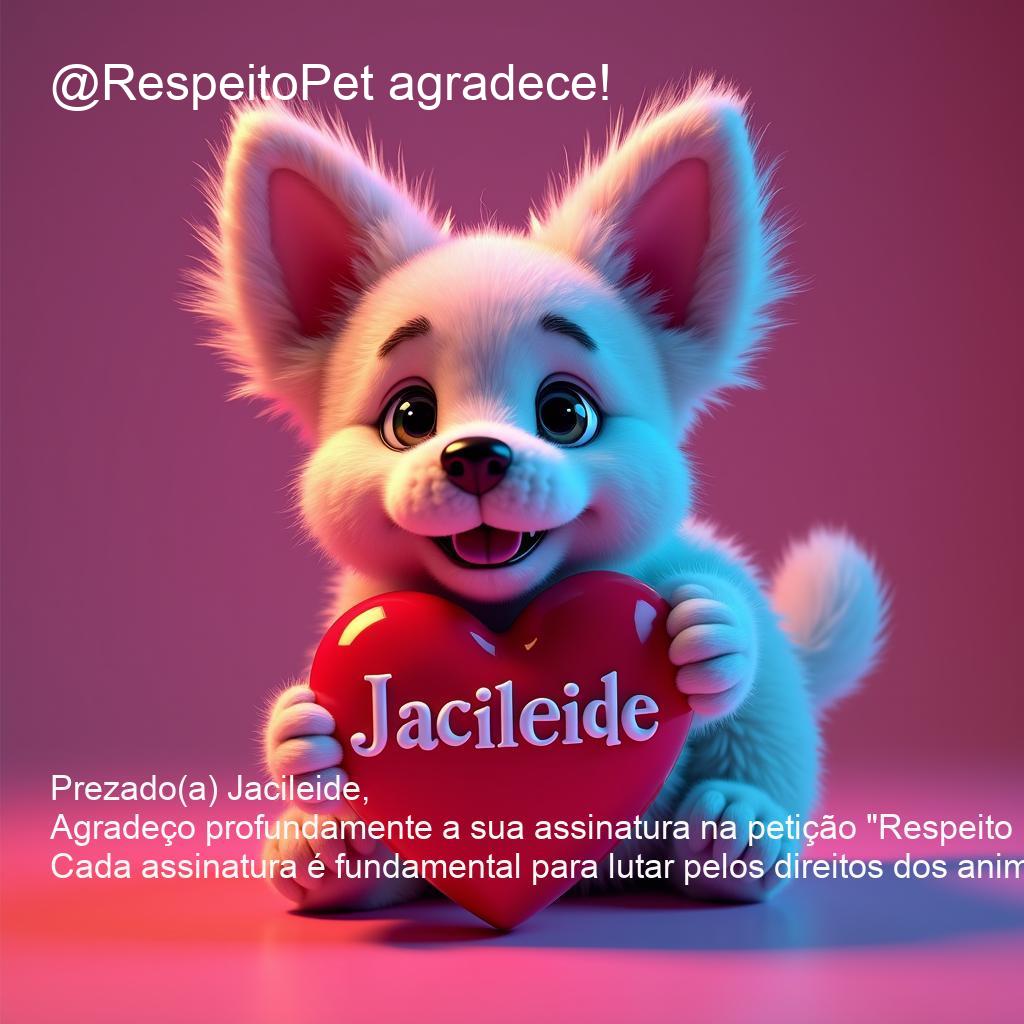 @RespeitoPet agradece!
Jacileide
Prezado(a) Jacileide,
Agradeço profundamente a sua assinatura na petição "Respeito
Cada assinatura é fundamental para lutar pelos direitos dos anim